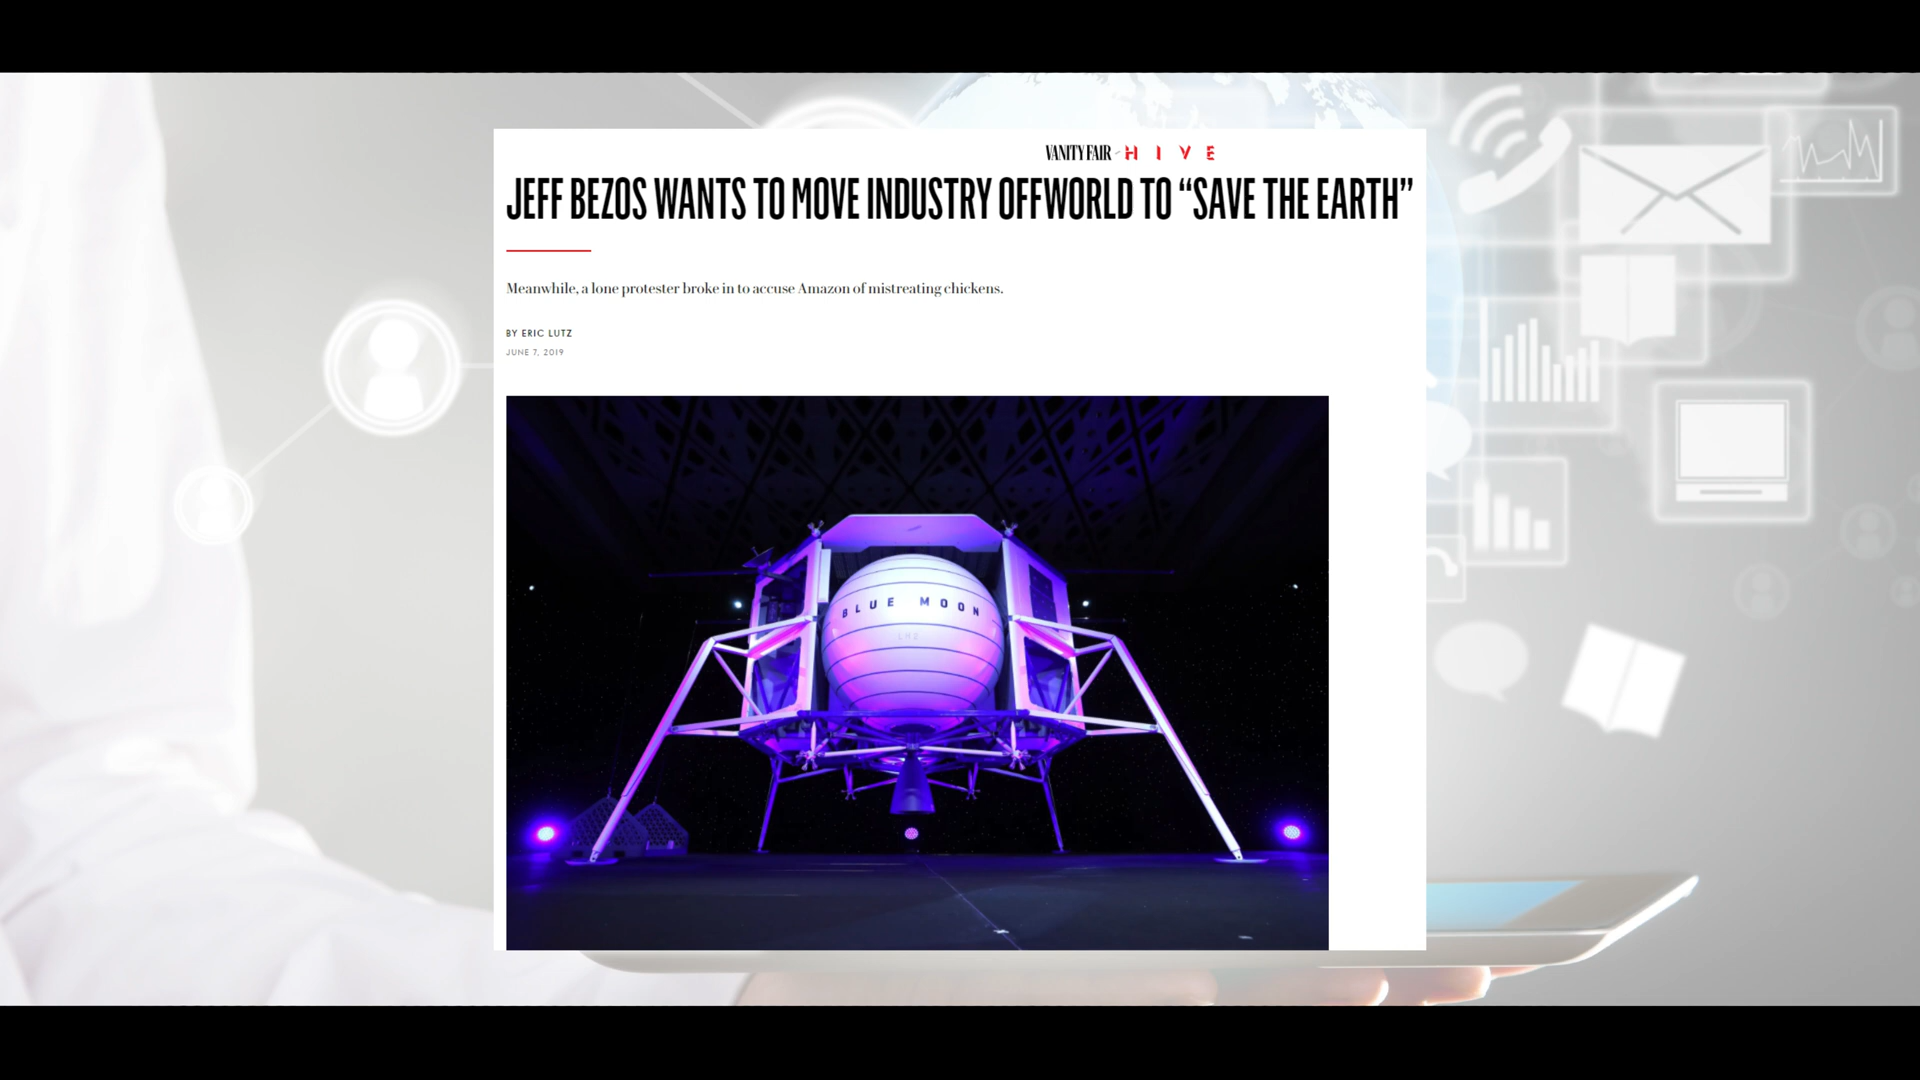 VANITY FAIR HIVE
JEFF BEZOS WANTS TO MOVE INDUSTRY OFFWORLD TO “SAVE THE EARTH”
Meanwhile, a lone protester broke in to accuse Amazon of mistreating chickens.
BY ERIC LUTZ
JUNE 7, 2019
BLUE MOON